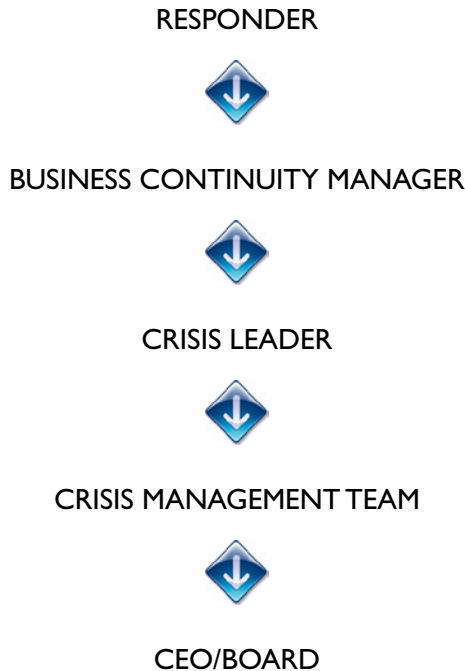 RESPONDER
BUSINESS CONTINUITY MANAGER
CRISIS LEADER
CRISIS MANAGEMENT TEAM
CEO/BOARD